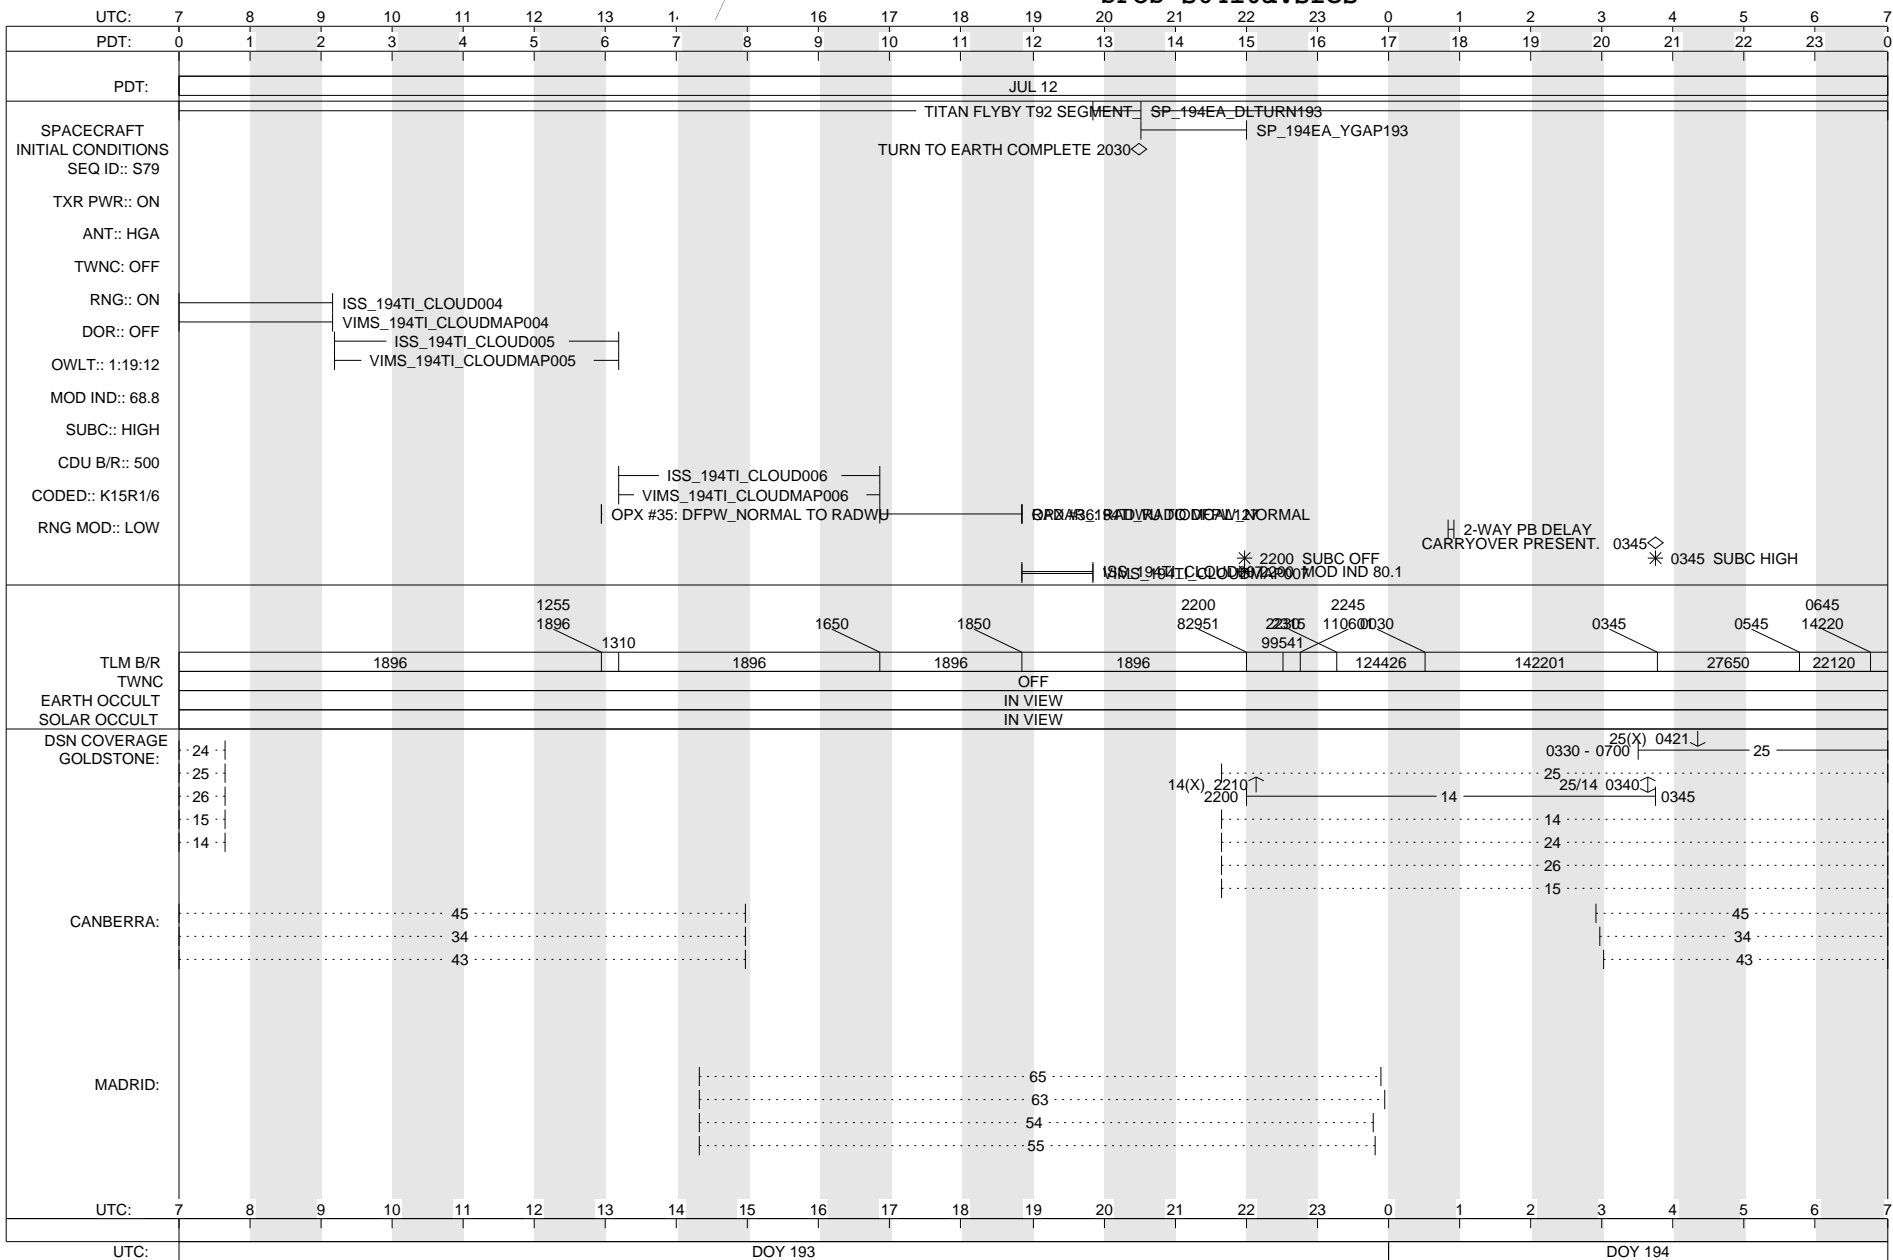 UTC: 7 8 9 10 11 12 13 16 17 18 19 20 21 22 23 0 1 2 3 4 5 6 7
PDT: 0 1 2 3 4 5 6 7 8 9 10 11 12 13 14 15 16 17 18 19 20 21 22 23 0
PDT: JUL 12
TITAN FLYBY T92 SEGMENT_ SP_194EA_DLTURN193
SPACECRAFT SP_194EA_YGAP193
INITIAL CONDITIONS TURN TO EARTH COMPLETE 2030
SEQ ID:: S79
TXR PWR:: ON
ANT:: HGA
TWNC: OFF
RNG:: ON
ISS_194TI_CLOUD004
VIMS_194TI_CLOUDMAP004
DOR:: OFF
ISS_194TI_CLOUD005
VIMS_194TI_CLOUDMAP005
OWLT:: 1:19:12
MOD IND:: 68.8
SUBC:: HIGH
CDU B/R:: 500
ISS_194TI_CLOUD006
CODED:: K15R1/6 VIMS_194TI_CLOUDMAP006
OPX #35: DFPW_NORMAL TO RADWU
RNG MOD:: LOW 2-WAY PB DELAY
CARRYOVER PRESENT. 0345
2200 SUBC OFF 0345 SUBC HIGH
2200 MOD IND 80.1
1255 2200 2245 0645
1896 1650 1850 82951 0030 0345 0545 14220
1310 99541
TLM B/R 1896 1896 1896 1896 124426 142201 27650 22120
TWNC OFF
EARTH OCCULT IN VIEW
SOLAR OCCULT IN VIEW
DSN COVERAGE 25(X) 0421
GOLDSTONE: 24 0330 - 0700 25
25 25
14(X) 2210 25/14 0340
26 2200 14 0345
15 14
14 24
26
15
CANBERRA: 45 45
34 34
43 43
MADRID: 65
63
54
55
UTC: 7 8 9 10 11 12 13 14 15 16 17 18 19 20 21 22 23 0 1 2 3 4 5 6 7
UTC: DOY 193 DOY 194